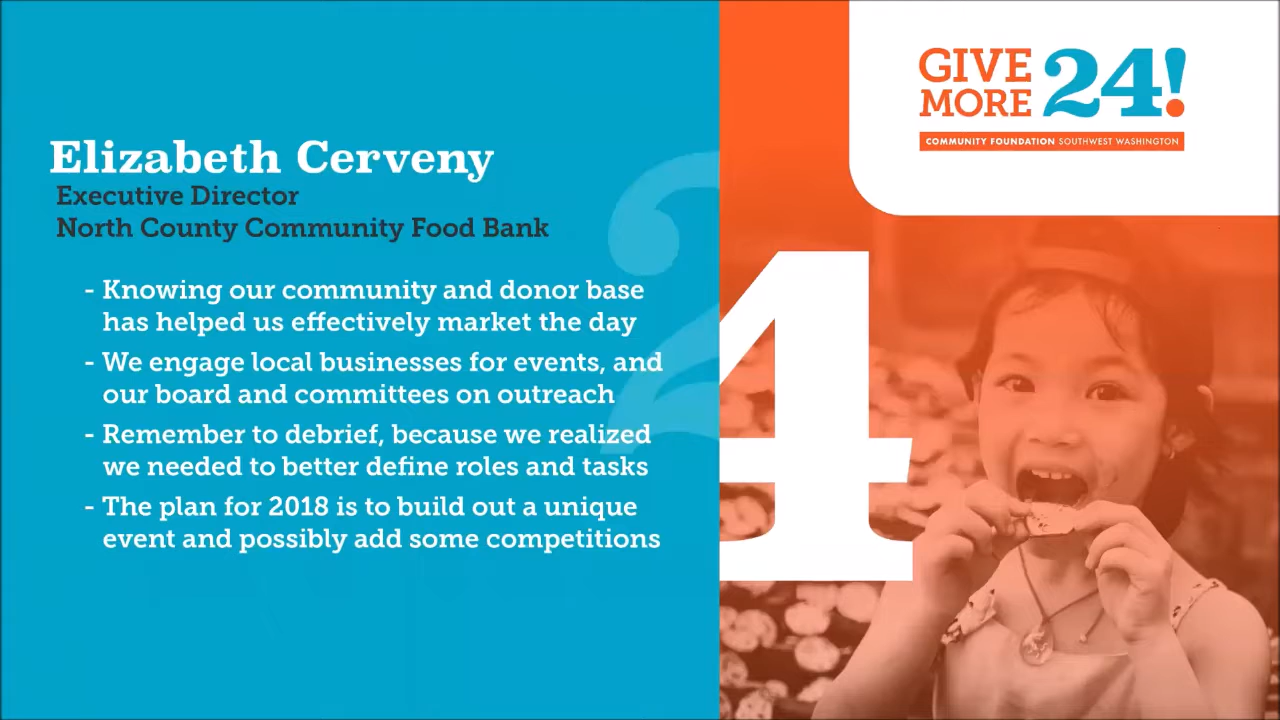 Elizabeth Cerveny
Executive Director
North County Community Food Bank
- Knowing our community and donor base
has helped us effectively market the day
- We engage local businesses for events, and
our board and committees on outreach
- Remember to debrief, because we realized
we needed to better define roles and tasks
- The plan for 2018 is to build out a unique
event and possibly add some competitions
GIVE
MORE
24!
COMMUNITY FOUNDATION SOUTHWEST WASHINGTON
24